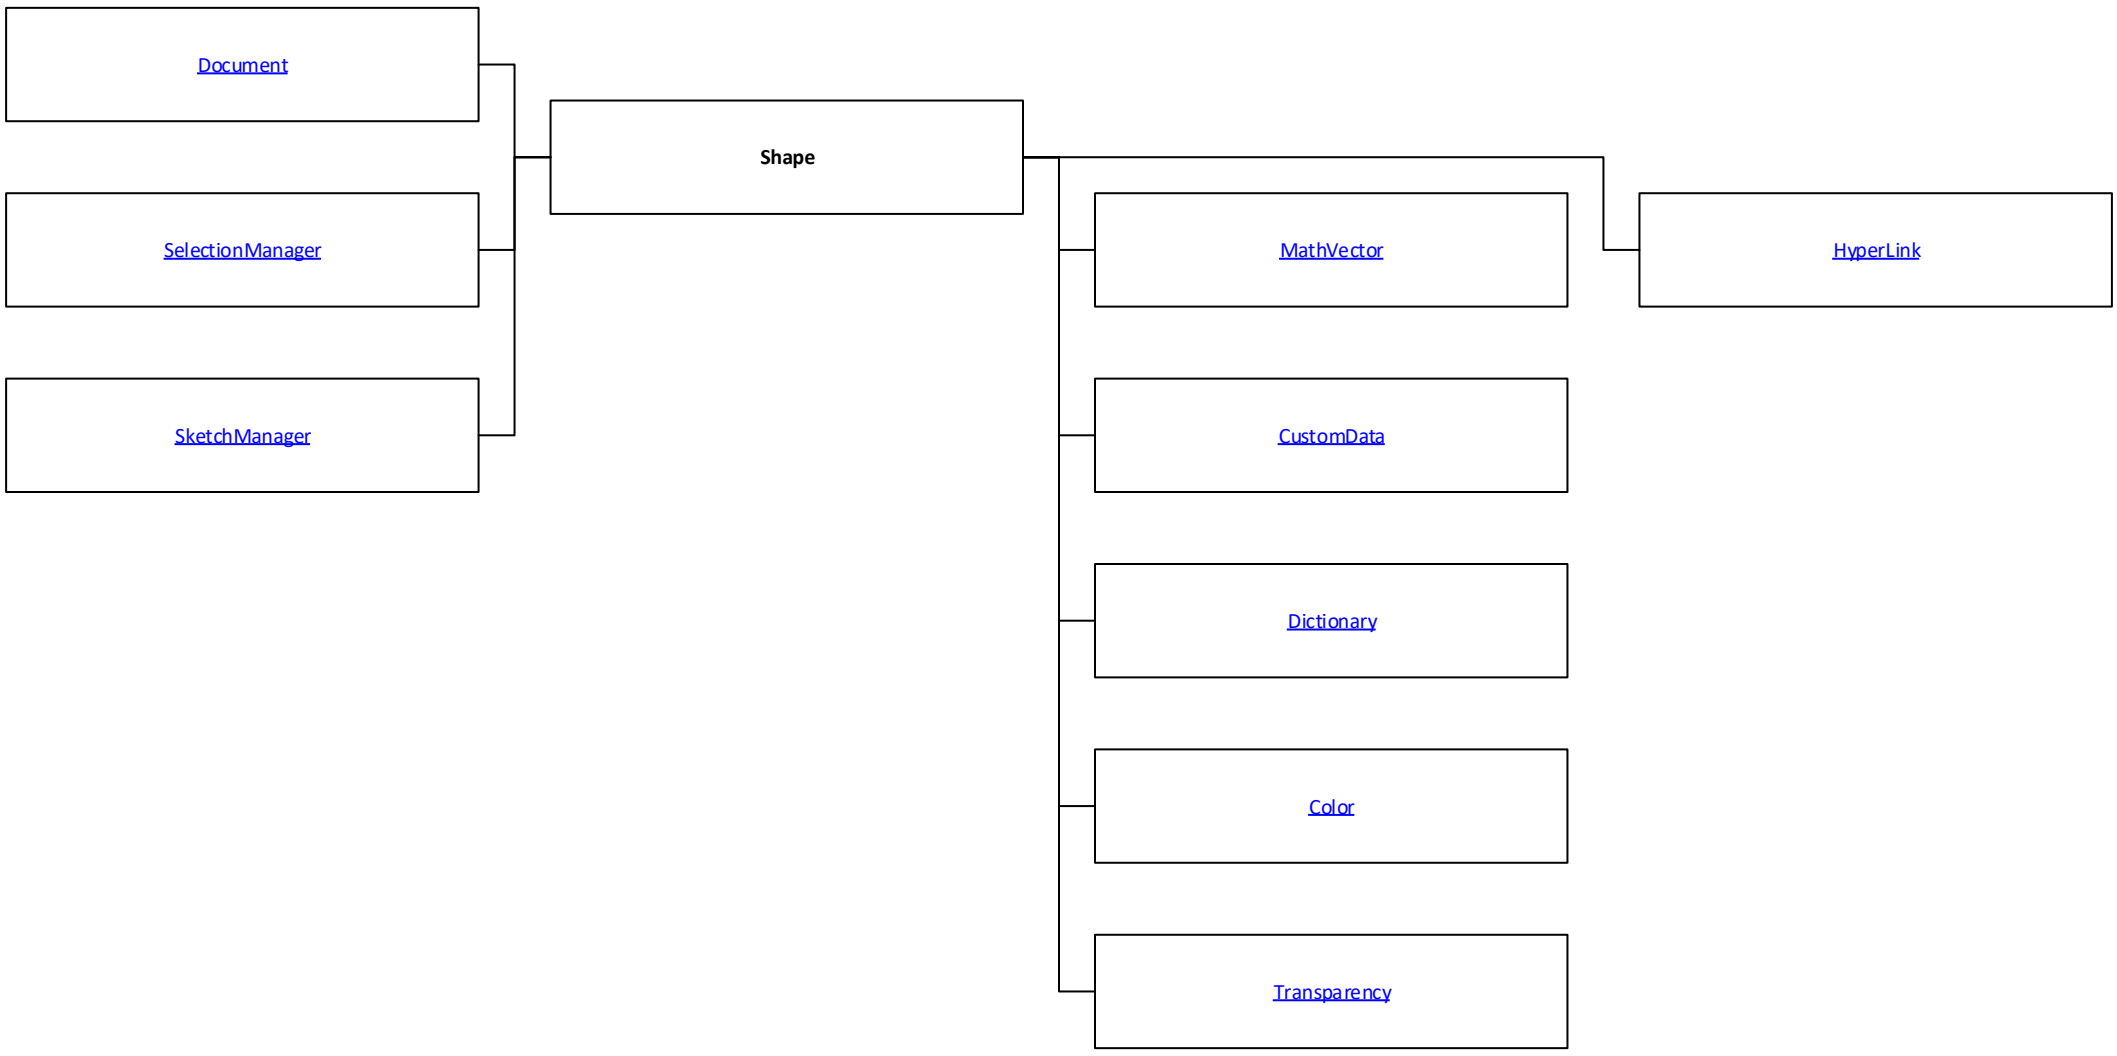 Document
Shape
SelectionManager
MathVector
HyperLink
SketchManager
CustomData
Dictionary
Color
Transparency